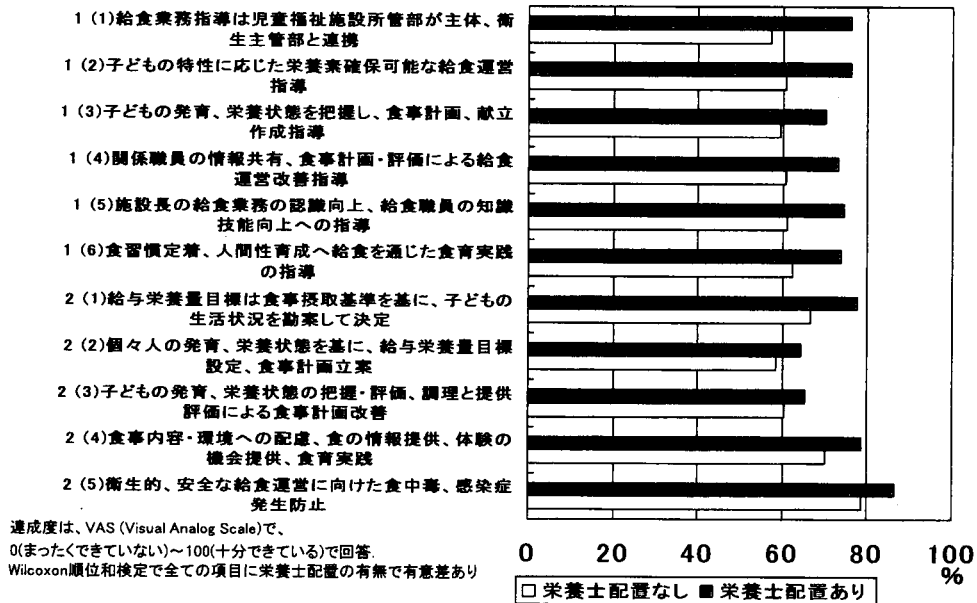 1 (1)給食業務指導は児童福祉施設所管部が主体、衛
生主管部と連携
1 (2)子どもの特性に応じた栄養素確保可能な給食運営
指導
1 (3)子どもの発育、栄養状態を把握し、食事計画、献立
作成指導
1 (4)関係職員の情報共有、食事計画・評価による給食
運営改善指導
1 (5)施設長の給食業務の認識向上、給食職員の知識
技能向上への指導
1 (6)食習慣定着、人間性育成へ給食を通じた食育実践
の指導
2 (1)給与栄養量目標は食事摂取基準を基に、子どもの
生活状況を勘案して決定
2 (2)個々人の発育、栄養状態を基に、給与栄養量目標
設定、食事計画立案
2 (3)子どもの発育、栄養状態の把握・評価、調理と提供
評価による食事計画改善
2 (4)食事内容・環境への配慮、食の情報提供、体験の
機会提供、食育実践
2 (5)衛生的、安全な給食運営に向けた食中毒、感染症
発生防止
達成度は、VAS (Visual Analog Scale)で、
0(まったくできていない)～100(十分できている)で回答.
Wilcoxon順位和検定で全ての項目に栄養士配置の有無で有意差あり
0 20 40 60 80 100
%
□ 栄養士配置なし ■ 栄養士配置あり